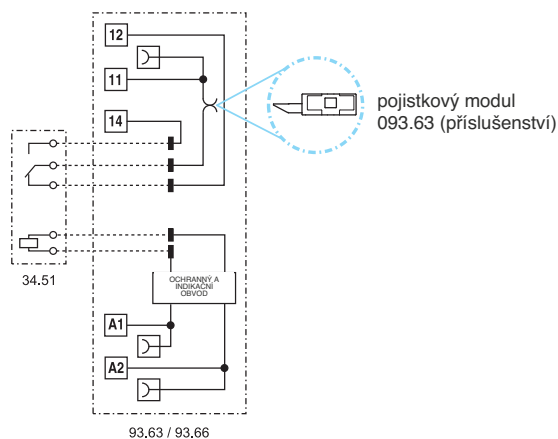 12
11
14
pojistkový modul
093.63 (příslušenství)
34.51
OCHRANNÝ A
INDIKAČNÍ
OBVOD
A1
A2
93.63 / 93.66